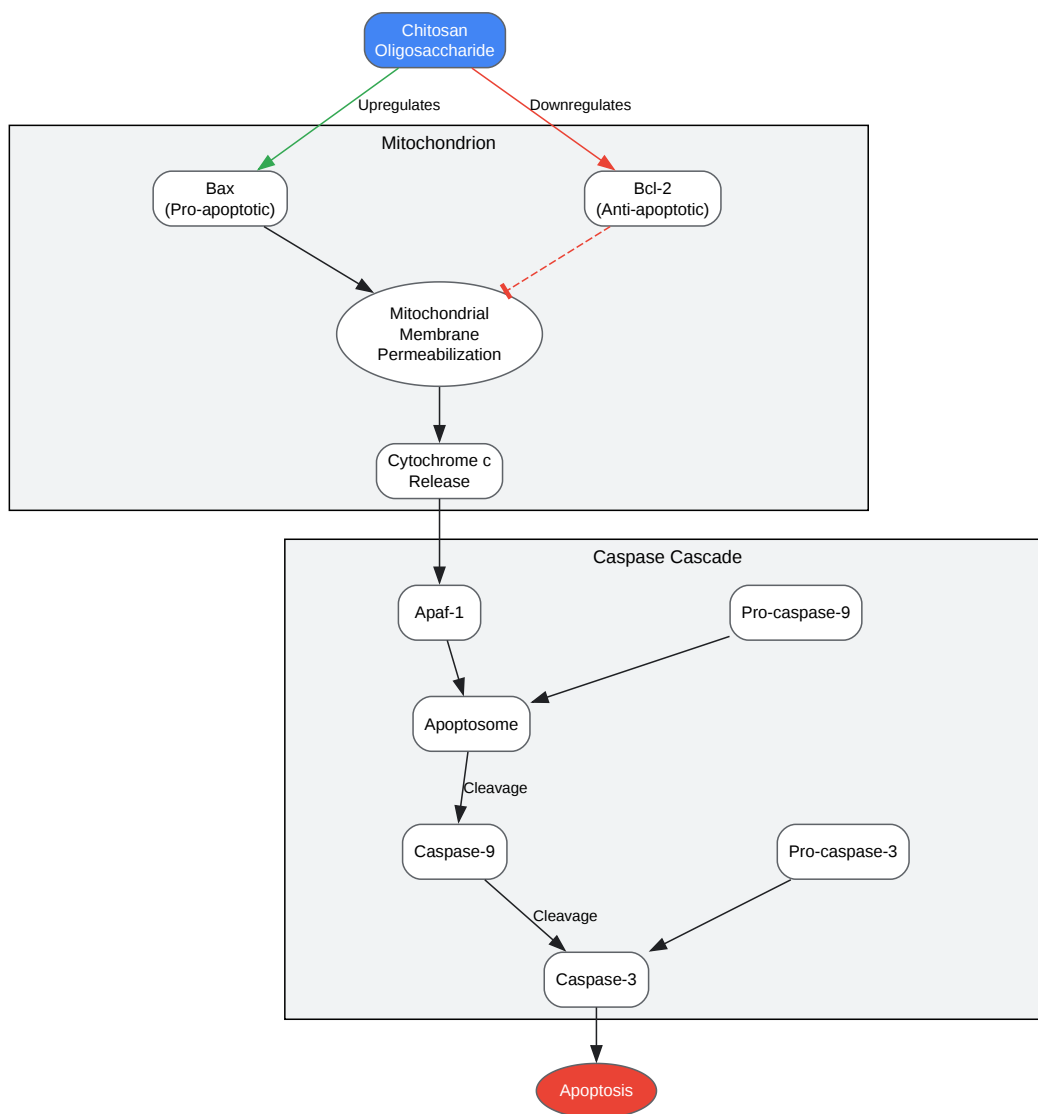 Chitosan
Oligosaccharide
Upregulates
Downregulates
Mitochondrion
Bax
(Pro-apoptotic)
Bcl-2
(Anti-apoptotic)
Mitochondrial
Membrane
Permeabilization
Cytochrome c
Release
Caspase Cascade
Apaf-1
Pro-caspase-9
Apoptosome
Cleavage
Caspase-9
Pro-caspase-3
Cleavage
Caspase-3
Apoptosis